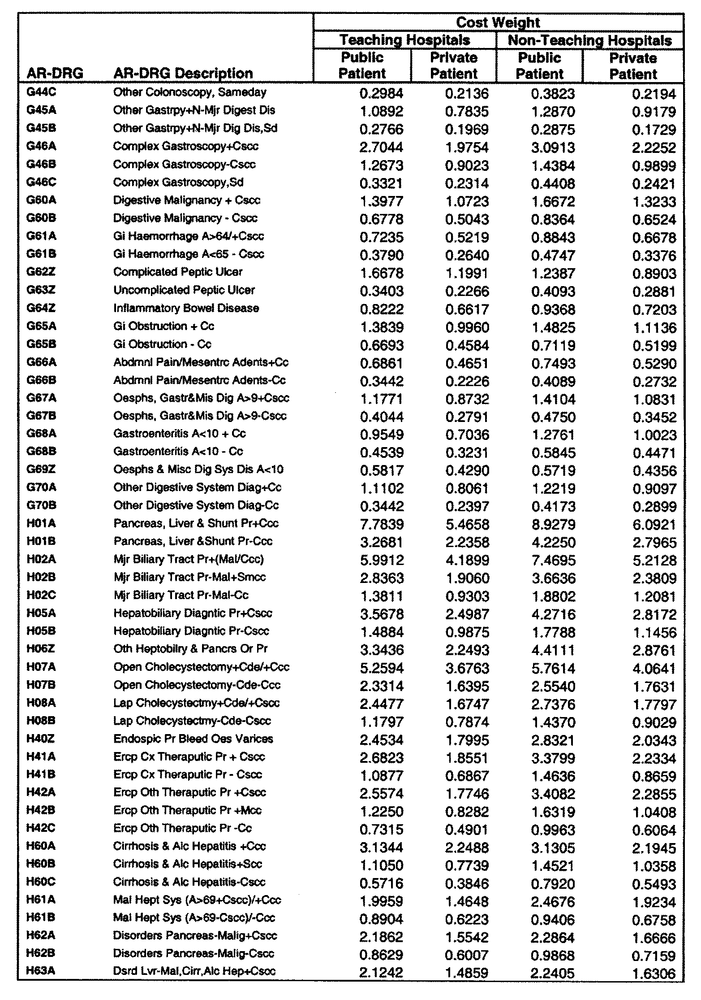 Cost Weight
Teaching Hospitals Non-Teaching Hospitals
Public Private Public Private
AR-DRG AR-DRG Description Patient Patient Patient Patient
G44C Other Colonoscopy, Sameday 0.2984 0.2136 0.3823 0.2194
G45A Other Gastrpy+N-Mjr Digest Dis 1.0892 0.7835 1.2870 0.9179
G45B Other Gastrpy+N-Mjr Dig Dis,Sd 0.2766 0.1969 0.2875 0.1729
G46A Complex Gastroscopy+Cscc 2.7044 1.9754 3.0913 2.2252
G46B Complex Gastroscopy-Cscc 1.2673 0.9023 1.4384 0.9899
G46C Complex Gastroscopy,Sd 0.3321 0.2314 0.4408 0.2421
G60A Digestive Malignancy + Cscc 1.3977 1.0723 1.6672 1.3233
G60B Digestive Malignancy - Cscc 0.6778 0.5043 0.8364 0.6524
G61A Gi Haemorrhage A>64/+Cscc 0.7235 0.5219 0.8843 0.6678
G61B Gi Haemorrhage A<65 - Cscc 0.3790 0.2640 0.4747 0.3376
G62Z Complicated Peptic Ulcer 1.6678 1.1991 1.2387 0.8903
G63Z Uncomplicated Peptic Ulcer 0.3403 0.2266 0.4093 0.2881
G64Z Inflammatory Bowel Disease 0.8222 0.6617 0.9368 0.7203
G65A Gi Obstruction + Cc 1.3839 0.9960 1.4825 1.1136
G65B Gi Obstruction - Cc 0.6693 0.4584 0.7119 0.5199
G66A Abdmnl Pain/Mesentrc Adents+Cc 0.6861 0.4651 0.7493 0.5290
G66B Abdmnl Pain/Mesentrc Adents-Cc 0.3442 0.2226 0.4089 0.2732
G67A Oesphs, Gastr&Mis Dig A>9+Cscc 1.1771 0.8732 1.4104 1.0831
G67B Oesphs, Gastr&Mis Dig A>9-Cscc 0.4044 0.2791 0.4750 0.3452
G68A Gastroenteritis A<10 + Cc 0.9549 0.7036 1.2761 1.0023
G68B Gastroenteritis A<10 - Cc 0.4539 0.3231 0.5845 0.4471
G69Z Oesphs & Misc Dig Sys Dis A<10 0.5817 0.4290 0.5719 0.4356
G70A Other Digestive System Diag+Cc 1.1102 0.8061 1.2219 0.9097
G70B Other Digestive System Diag-Cc 0.3442 0.2397 0.4173 0.2899
H01A Pancreas, Liver & Shunt Pr+Ccc 7.7839 5.4658 8.9279 6.0921
H01B Pancreas, Liver &Shunt Pr-Ccc 3.2681 2.2358 4.2250 2.7965
H02A Mjr Biliary Tract Pr+(Mal/Ccc) 5.9912 4.1899 7.4695 5.2128
H02B Mjr Biliary Tract Pr-Mal+Smcc 2.8363 1.9060 3.6636 2.3809
H02C Mjr Biliary Tract Pr-Mal-Cc 1.3811 0.9303 1.8802 1.2081
H05A Hepatobiliary Diagntic Pr+Cscc 3.5678 2.4987 4.2716 2.8172
H05B Hepatobiliary Diagntic Pr-Cscc 1.4884 0.9875 1.7788 1.1456
H06Z Oth Heptobilry & Pancrs Or Pr 3.3436 2.2493 4.4111 2.8761
H07A Open Cholecystectomy+Cde/+Ccc 5.2594 3.6763 5.7614 4.0641
H07B Open Cholecystectomy-Cde-Ccc 2.3314 1.6395 2.5540 1.7631
H08A Lap Cholecystectmy+Cde/+Cscc 2.4477 1.6747 2.7376 1.7797
H08B Lap Cholecystectmy-Cde-Cscc 1.1797 0.7874 1.4370 0.9029
H40Z Endospic Pr Bleed Oes Varices 2.4534 1.7995 2.8321 2.0343
H41A Ercp Cx Theraputic Pr + Cscc 2.6823 1.8551 3.3799 2.2334
H41B Ercp Cx Theraputic Pr - Cscc 1.0877 0.6867 1.4636 0.8659
H42A Ercp Oth Theraputic Pr +Cscc 2.5574 1.7746 3.4082 2.2855
H42B Ercp Oth Theraputic Pr +Mcc 1.2250 0.8282 1.6319 1.0408
H42C Ercp Oth Theraputic Pr -Cc 0.7315 0.4901 0.9963 0.6064
H60A Cirrhosis & Alc Hepatitis +Ccc 3.1344 2.2488 3.1305 2.1945
H60B Cirrhosis & Alc Hepatitis+Scc 1.1050 0.7739 1.4521 1.0358
H60C Cirrhosis & Alc Hepatitis-Cscc 0.5716 0.3846 0.7920 0.5493
H61A Mal Hept Sys (A>69+Cscc)/+Ccc 1.9959 1.4648 2.4676 1.9234
H61B Mal Hept Sys (A>69-Cscc)/-Ccc 0.8904 0.6223 0.9406 0.6758
H62A Disorders Pancreas-Malig+Cscc 2.1862 1.5542 2.2864 1.6666
H62B Disorders Pancreas-Malig-Cscc 0.8629 0.6007 0.9868 0.7159
H63A Dsrd Lvr-Mal,Cirr,Alc Hep+Cscc 2.1242 1.4859 2.2405 1.6306